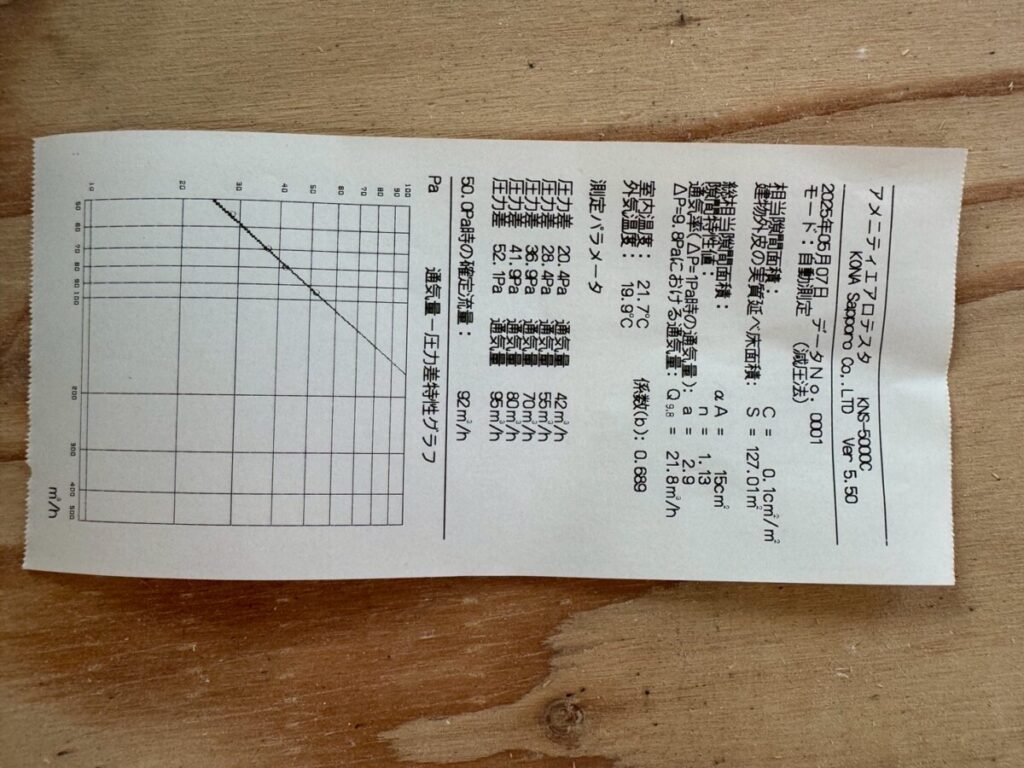 アメニティエアロテスタ KNS-5000C
KONA Sapporo Co.,LTD Ver 5.50
2025年05月07日 データNo. 0001
モード：自動測定 (減圧法)
相当隙間面積： C = 0.1cm²/m²
建物外皮の実質延べ床面積： S = 127.01m²
総相当隙間面積： αA = 15cm²
隙間特性値： n = 1.13
通気率(ΔP=1Pa時の通気量)： a = 2.9
ΔP=9.8Paにおける通気量： Q9.8 = 21.8m³/h
室内温度： 21.7℃ 係数(b)： 0.689
外気温度： 19.9℃
測定パラメータ
圧力差 20.4Pa 通気量 42m³/h
圧力差 28.4Pa 通気量 55m³/h
圧力差 36.9Pa 通気量 70m³/h
圧力差 41.9Pa 通気量 80m³/h
圧力差 52.1Pa 通気量 95m³/h
50.0Pa時の確定流量： 92m³/h
通気量－圧力差特性グラフ
Pa
100
90
80
70
60
50
40
30
20
10
50 60 70 80 90 100 200 300 400 500
m³/h